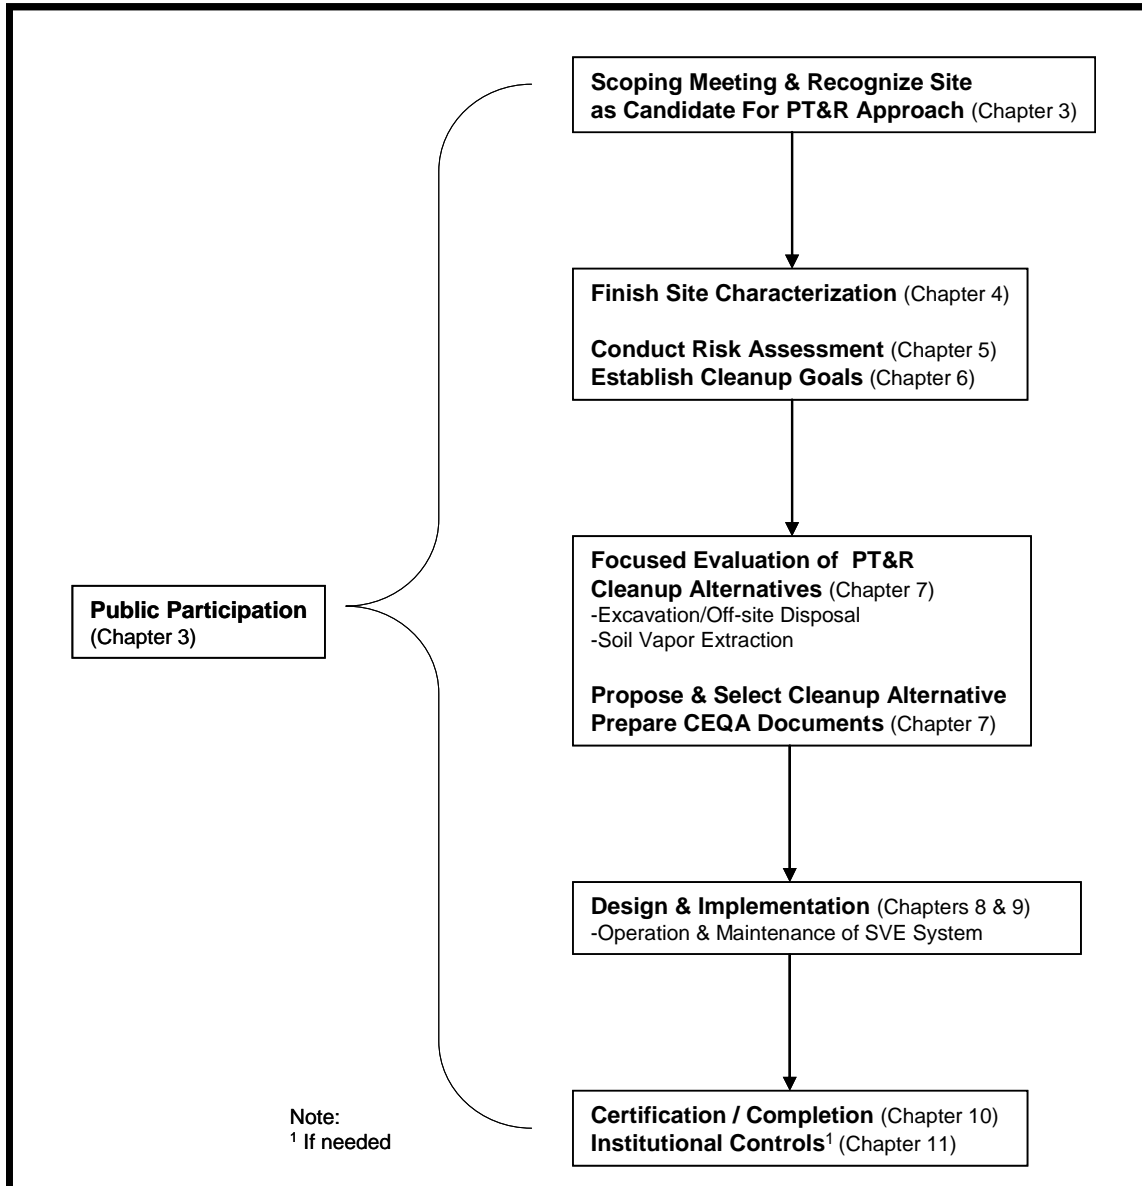 Scoping Meeting & Recognize Site
as Candidate For PT&R Approach (Chapter 3)
Finish Site Characterization (Chapter 4)
Conduct Risk Assessment (Chapter 5)
Establish Cleanup Goals (Chapter 6)
Focused Evaluation of PT&R
Cleanup Alternatives (Chapter 7)
-Excavation/Off-site Disposal
-Soil Vapor Extraction
Propose & Select Cleanup Alternative
Prepare CEQA Documents (Chapter 7)
Public Participation
(Chapter 3)
Design & Implementation (Chapters 8 & 9)
-Operation & Maintenance of SVE System
Certification / Completion (Chapter 10)
Institutional Controls¹ (Chapter 11)
Note:
¹ If needed